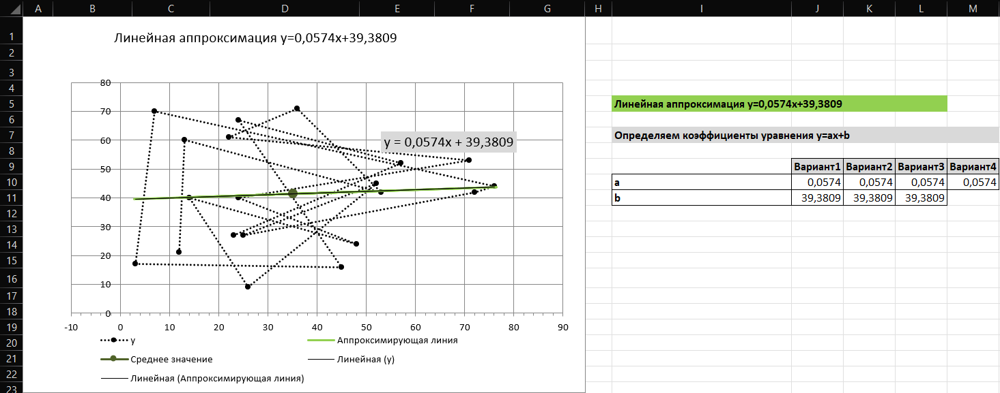 A B C D E F G H I J K L M
1
2
3
4
5
6
7
8
9
10
11
12
13
14
15
16
17
18
19
20
21
22
23
Линейная аппроксимация y=0,0574x+39,3809
80
70
60
50
40
30
20
10
0
y = 0,0574x + 39,3809
-10 0 10 20 30 40 50 60 70 80 90
y
Аппроксимирующая линия
Среднее значение
Линейная (y)
Линейная (Аппроксимирующая линия)
Линейная аппроксимация y=0,0574x+39,3809
Определяем коэффициенты уравнения y=ax+b
Вариант1 Вариант2 Вариант3 Вариант4
a 0,0574 0,0574 0,0574 0,0574
b 39,3809 39,3809 39,3809